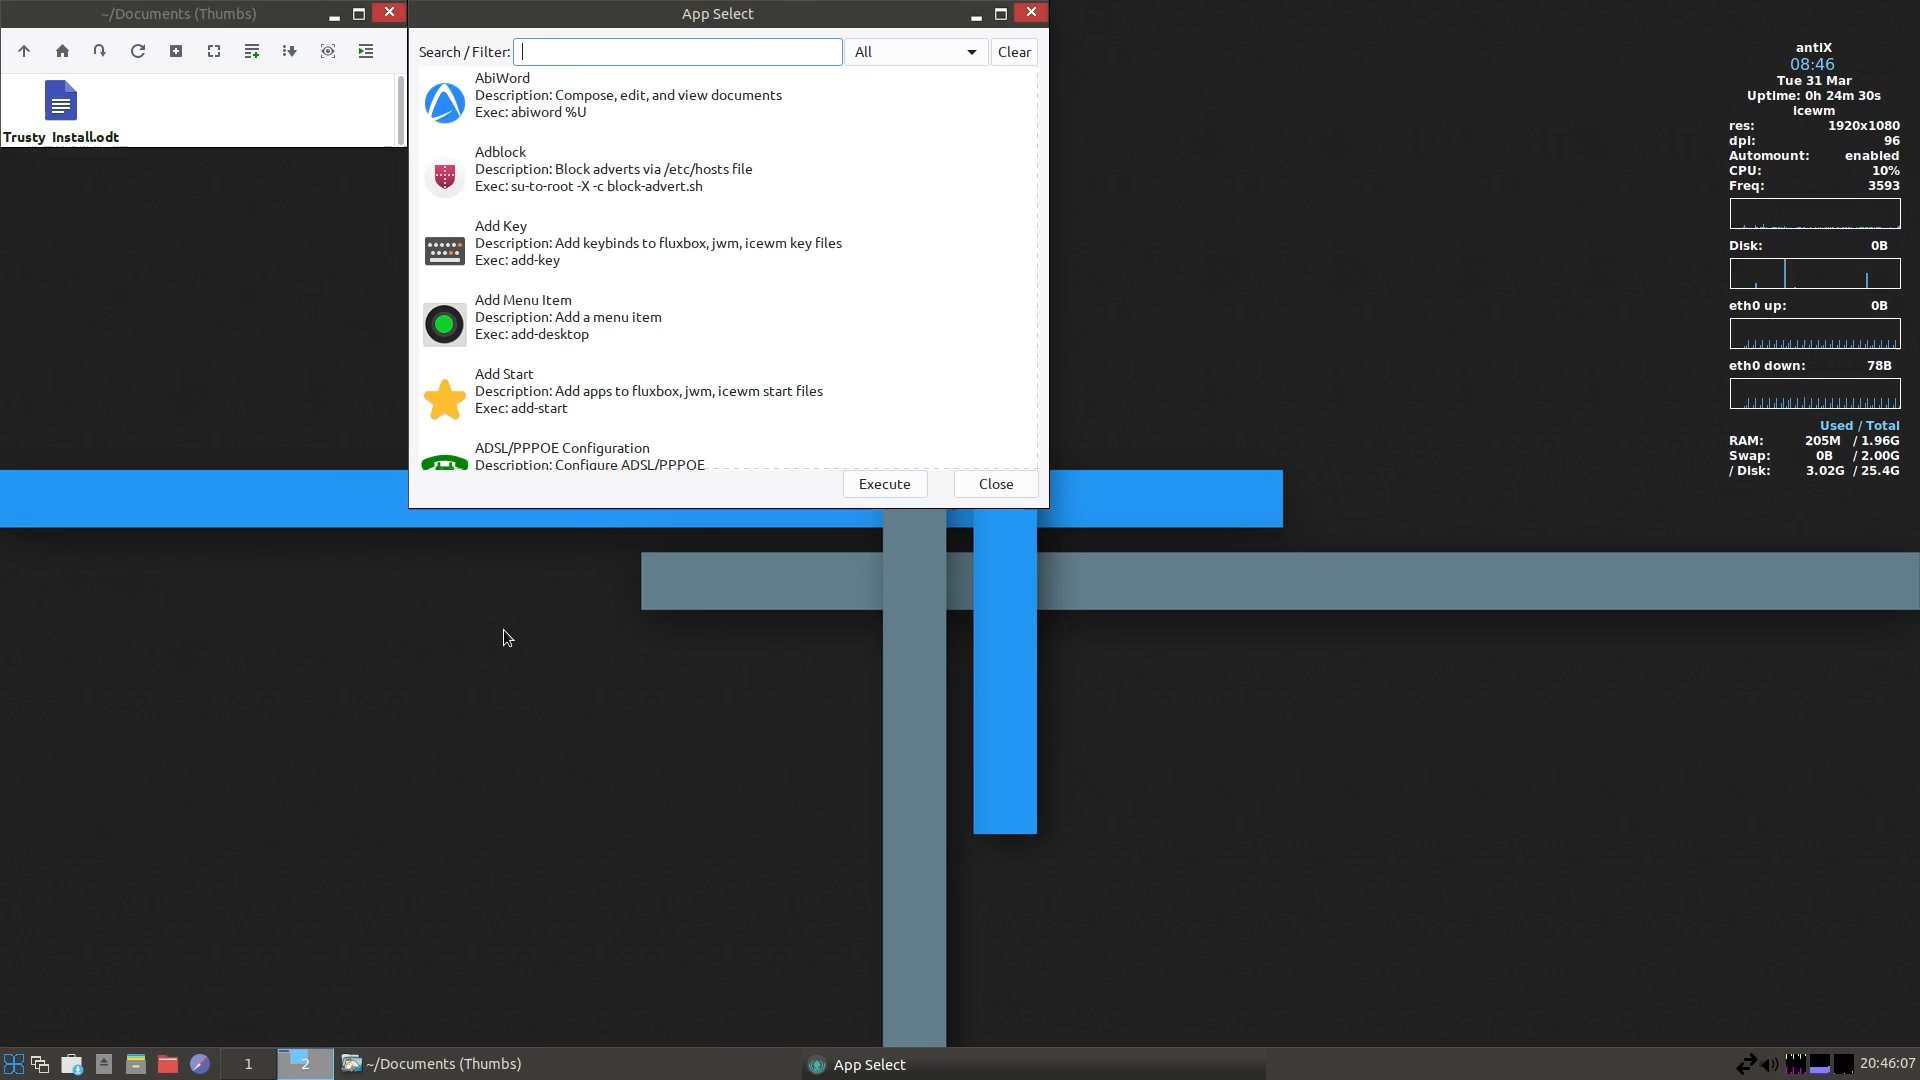 ~/Documents (Thumbs)
Trusty_Install.odt
App Select
Search / Filter:
All
Clear
AbiWord
Description: Compose, edit, and view documents
Exec: abiword %U
Adblock
Description: Block adverts via /etc/hosts file
Exec: su-to-root -X -c block-advert.sh
Add Key
Description: Add keybinds to fluxbox, jwm, icewm key files
Exec: add-key
Add Menu Item
Description: Add a menu item
Exec: add-desktop
Add Start
Description: Add apps to fluxbox, jwm, icewm start files
Exec: add-start
ADSL/PPPOE Configuration
Description: Configure ADSL/PPPOE
Execute
Close
antiX
08:46
Tue 31 Mar
Uptime: 0h 24m 30s
icewm
res: 1920x1080
dpi: 96
Automount: enabled
CPU: 10%
Freq: 3593
Disk: 0B
eth0 up: 0B
eth0 down: 78B
Used / Total
RAM: 205M / 1.96G
Swap: 0B / 2.00G
/ Disk: 3.02G / 25.4G
1
2
~/Documents (Thumbs)
App Select
20:46:07